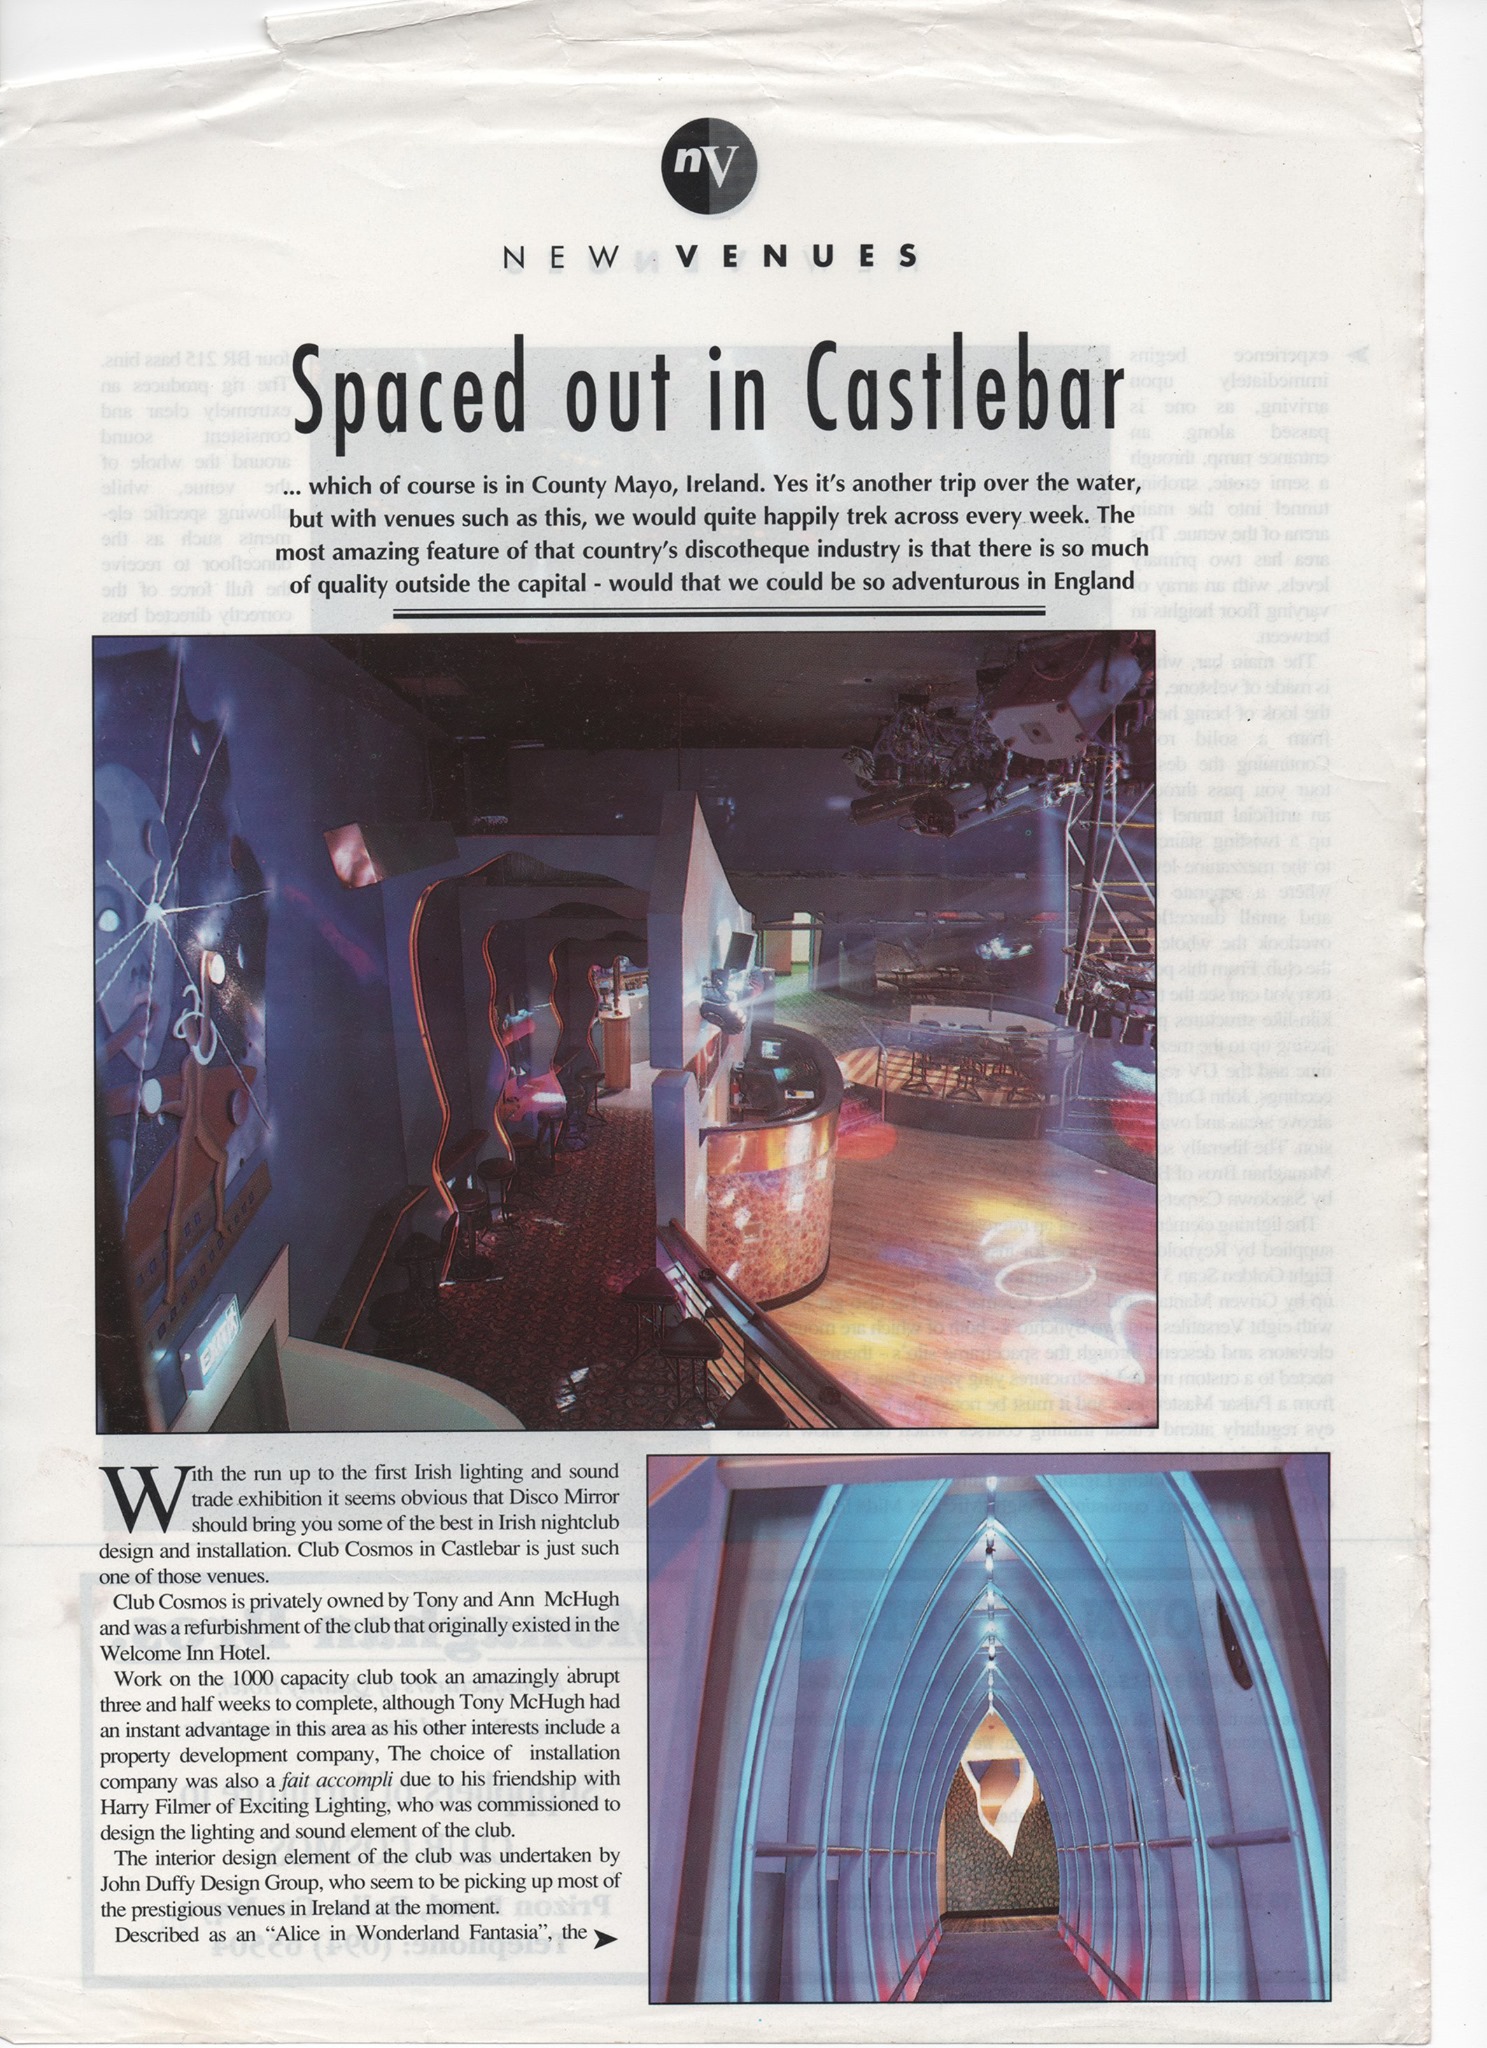 nV
NEW VENUES
Spaced out in Castlebar
... which of course is in County Mayo, Ireland. Yes it's another trip over the water,
but with venues such as this, we would quite happily trek across every week. The
most amazing feature of that country's discotheque industry is that there is so much
of quality outside the capital - would that we could be so adventurous in England
With the run up to the first Irish lighting and sound
trade exhibition it seems obvious that Disco Mirror
should bring you some of the best in Irish nightclub
design and installation. Club Cosmos in Castlebar is just such
one of those venues.
Club Cosmos is privately owned by Tony and Ann McHugh
and was a refurbishment of the club that originally existed in the
Welcome Inn Hotel.
Work on the 1000 capacity club took an amazingly abrupt
three and half weeks to complete, although Tony McHugh had
an instant advantage in this area as his other interests include a
property development company, The choice of installation
company was also a fait accompli due to his friendship with
Harry Filmer of Exciting Lighting, who was commissioned to
design the lighting and sound element of the club.
The interior design element of the club was undertaken by
John Duffy Design Group, who seem to be picking up most of
the prestigious venues in Ireland at the moment.
Described as an "Alice in Wonderland Fantasia", the